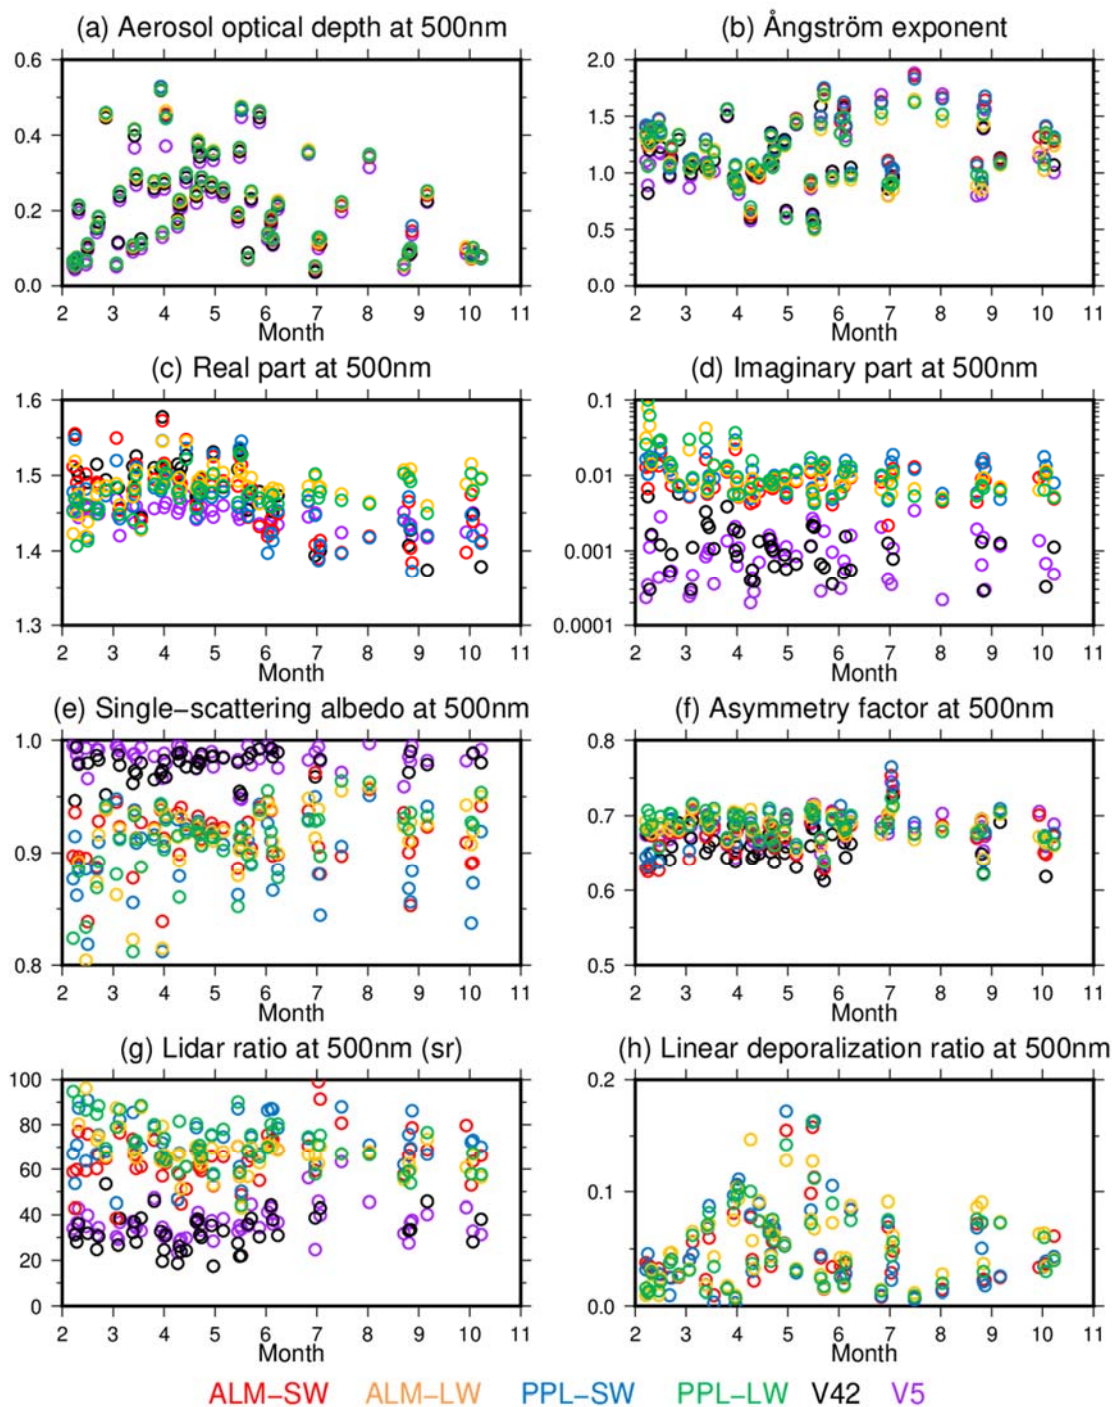 (a) Aerosol optical depth at 500nm
0.6
0.4
0.2
0.0
2 3 4 5 6 7 8 9 10 11
Month
(b) Ångström exponent
2.0
1.5
1.0
0.5
0.0
2 3 4 5 6 7 8 9 10 11
Month
(c) Real part at 500nm
1.6
1.5
1.4
1.3
2 3 4 5 6 7 8 9 10 11
Month
(d) Imaginary part at 500nm
0.1
0.01
0.001
0.0001
2 3 4 5 6 7 8 9 10 11
Month
(e) Single−scattering albedo at 500nm
1.0
0.9
0.8
2 3 4 5 6 7 8 9 10 11
Month
(f) Asymmetry factor at 500nm
0.8
0.7
0.6
0.5
2 3 4 5 6 7 8 9 10 11
Month
(g) Lidar ratio at 500nm (sr)
100
80
60
40
20
0
2 3 4 5 6 7 8 9 10 11
Month
(h) Linear deporalization ratio at 500nm
0.2
0.1
0.0
2 3 4 5 6 7 8 9 10 11
Month
ALM−SW ALM−LW PPL−SW PPL−LW V42 V5